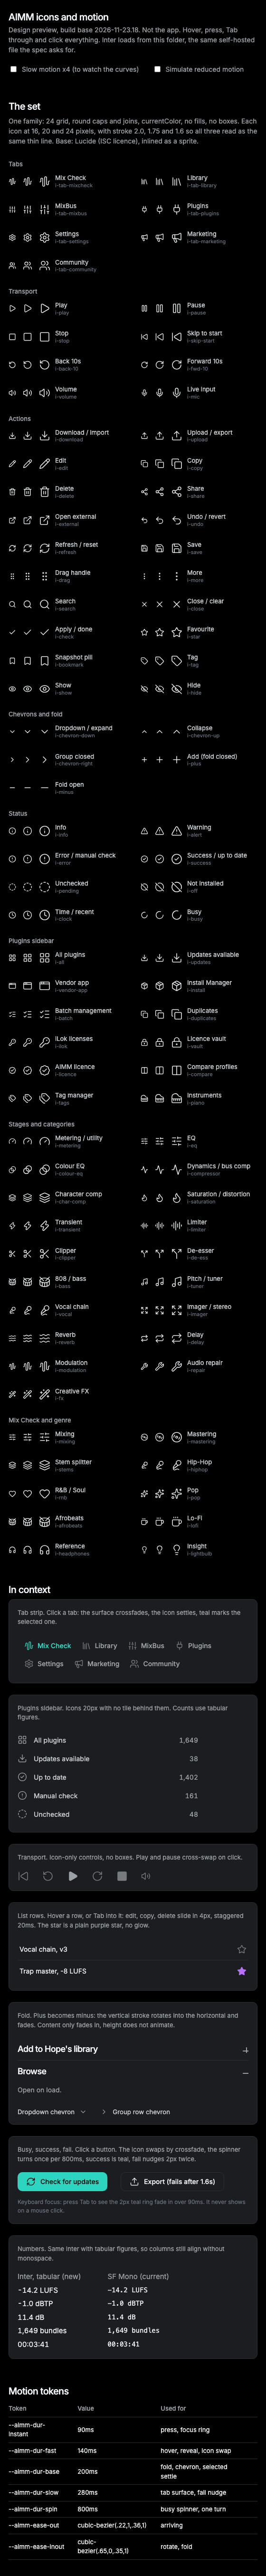 AIMM icons and motion
Design preview, build base 2026-11-23.18. Not the app. Hover, press, Tab
through and click everything. Inter loads from this folder, the same self-hosted
file the spec asks for.
Slow motion x4 (to watch the curves)
Simulate reduced motion
The set
One family: 24 grid, round caps and joins, currentColor, no fills, no boxes. Each
icon at 16, 20 and 24 pixels, with stroke 2.0, 1.75 and 1.6 so all three read as the
same thin line. Base: Lucide (ISC licence), inlined as a sprite.
Tabs
Mix Check
i-tab-mixcheck
Library
i-tab-library
MixBus
i-tab-mixbus
Plugins
i-tab-plugins
Settings
i-tab-settings
Marketing
i-tab-marketing
Community
i-tab-community
Transport
Play
i-play
Pause
i-pause
Stop
i-stop
Skip to start
i-skip-start
Back 10s
i-back-10
Forward 10s
i-fwd-10
Volume
i-volume
Live input
i-mic
Actions
Download / import
i-download
Upload / export
i-upload
Edit
i-edit
Copy
i-copy
Delete
i-delete
Share
i-share
Open external
i-external
Undo / revert
i-undo
Refresh / reset
i-refresh
Save
i-save
Drag handle
i-drag
More
i-more
Search
i-search
Close / clear
i-close
Apply / done
i-check
Favourite
i-star
Snapshot pill
i-bookmark
Tag
i-tag
Show
i-show
Hide
i-hide
Chevrons and fold
Dropdown / expand
i-chevron-down
Collapse
i-chevron-up
Group closed
i-chevron-right
Add (fold closed)
i-plus
Fold open
i-minus
Status
Info
i-info
Warning
i-alert
Error / manual check
i-error
Success / up to date
i-success
Unchecked
i-pending
Not installed
i-off
Time / recent
i-clock
Busy
i-busy
Plugins sidebar
All plugins
i-all
Updates available
i-updates
Vendor app
i-vendor-app
Install Manager
i-install
Batch management
i-batch
Duplicates
i-duplicates
iLok licenses
i-ilok
Licence vault
i-vault
AIMM licence
i-licence
Compare profiles
i-compare
Tag manager
i-tags
Instruments
i-piano
Stages and categories
Metering / utility
i-metering
EQ
i-eq
Colour EQ
i-colour-eq
Dynamics / bus comp
i-compressor
Character comp
i-char-comp
Saturation / distortion
i-saturation
Transient
i-transient
Limiter
i-limiter
Clipper
i-clipper
De-esser
i-de-ess
808 / bass
i-bass
Pitch / tuner
i-tuner
Vocal chain
i-vocal
Imager / stereo
i-imager
Reverb
i-reverb
Delay
i-delay
Modulation
i-modulation
Audio repair
i-repair
Creative FX
i-fx
Mix Check and genre
Mixing
i-mixing
Mastering
i-mastering
Stem splitter
i-stems
Hip-Hop
i-hiphop
R&B / Soul
i-rnb
Pop
i-pop
Afrobeats
i-afrobeats
Lo-Fi
i-lofi
Reference
i-headphones
Insight
i-lightbulb
In context
Tab strip. Click a tab: the surface crossfades, the icon settles, teal marks the
selected one.
Mix Check
Library
MixBus
Plugins
Settings
Marketing
Community
Plugins sidebar. Icons 20px with no tile behind them. Counts use tabular
figures.
All plugins 1,649
Updates available 38
Up to date 1,402
Manual check 161
Unchecked 48
Transport. Icon-only controls, no boxes. Play and pause cross-swap on click.
List rows. Hover a row, or Tab into it: edit, copy, delete slide in 4px, staggered
20ms. The star is a plain purple star, no glow.
Vocal chain, v3
Trap master, -8 LUFS
Fold. Plus becomes minus: the vertical stroke rotates into the horizontal and
fades. Content only fades in, height does not animate.
Add to Hope's library
Browse
Open on load.
Dropdown chevron
Group row chevron
Busy, success, fail. Click a button. The icon swaps by crossfade, the spinner
turns once per 800ms, success is teal, fail nudges 2px twice.
Check for updates
Export (fails after 1.6s)
Keyboard focus: press Tab to see the 2px teal ring fade in over 90ms. It never shows
on a mouse click.
Numbers. Same Inter with tabular figures, so columns still align without
monospace.
Inter, tabular (new)
SF Mono (current)
-14.2 LUFS
-14.2 LUFS
-1.0 dBTP
-1.0 dBTP
11.4 dB
11.4 dB
1,649 bundles
1,649 bundles
00:03:41
00:03:41
Motion tokens
Token Value Used for
--aimm-dur-
instant
90ms
press, focus ring
--aimm-dur-fast 140ms hover, reveal, icon swap
--aimm-dur-base
200ms
fold, chevron, selected
settle
--aimm-dur-slow 280ms tab surface, fail nudge
--aimm-dur-spin 800ms busy spinner, one turn
--aimm-ease-out cubic-bezier(.22,1,.36,1) arriving
--aimm-ease-inout
cubic-
bezier(.65,0,.35,1)
rotate, fold